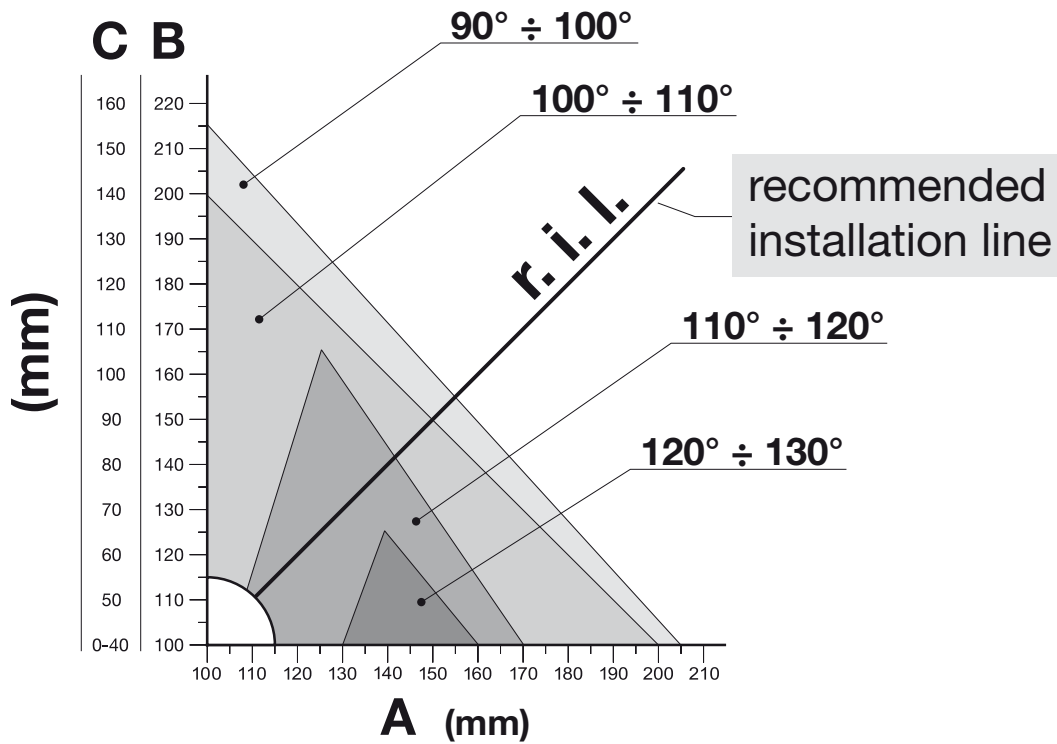 C B
90° ÷ 100°
100° ÷ 110°
r. i. l.
recommended
installation line
110° ÷ 120°
120° ÷ 130°
(mm)
160 220
150 210
140 200
130 190
120 180
110 170
100 160
90 150
80 140
70 130
60 120
50 110
0-40 100
100 110 120 130 140 150 160 170 180 190 200 210
A (mm)